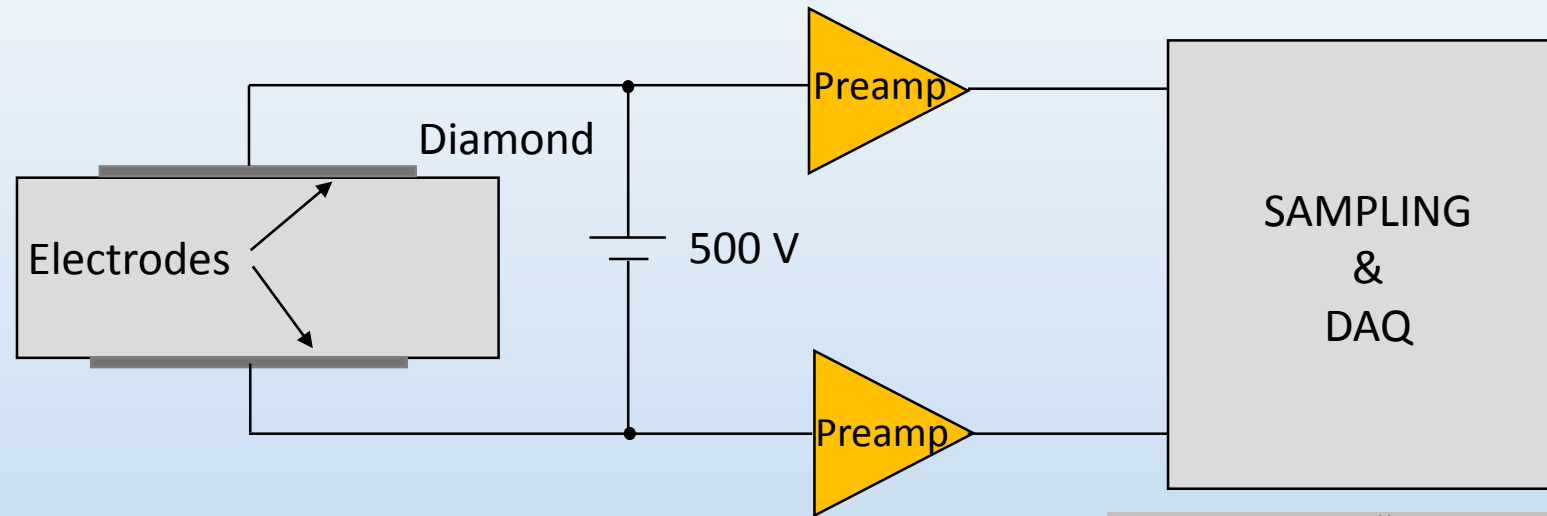 Preamp
Diamond
Electrodes
500 V
SAMPLING
&
DAQ
Preamp